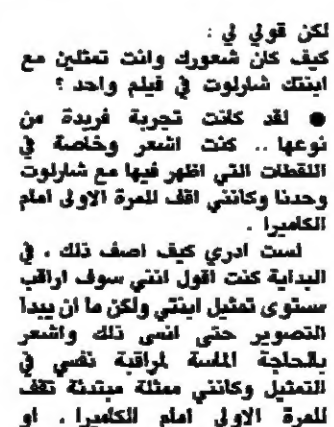 لكن قولي لي :
كيف كان شعورك وانت تمثلين مع
ابنتك شارلوت في فيلم واحد ؟
● لقد كانت تجربة فريدة من
نوعها .. كنت اشعر وخاصة في
اللقطات التي اظهر فيها مع شارلوت
وحدنا وكانني اقف للمرة الاولى امام
الكاميرا .
لست ادري كيف اصف ذلك ، في
البداية كنت اقول انني سوف اراقب
مستوى تمثيل ابنتي ولكن ما ان يبدأ
التصوير حتى انسى ذلك واشعر
بالحاجة الماسة لمراقبة نفسي في
التمثيل وكانني ممثلة مبتدئة تقف
للمرة الاولى امام الكاميرا . او